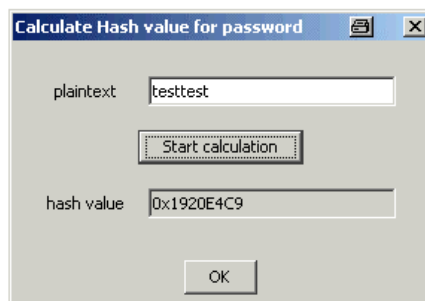 Calculate Hash value for password
plaintext testtest
Start calculation
hash value 0x1920E4C9
OK